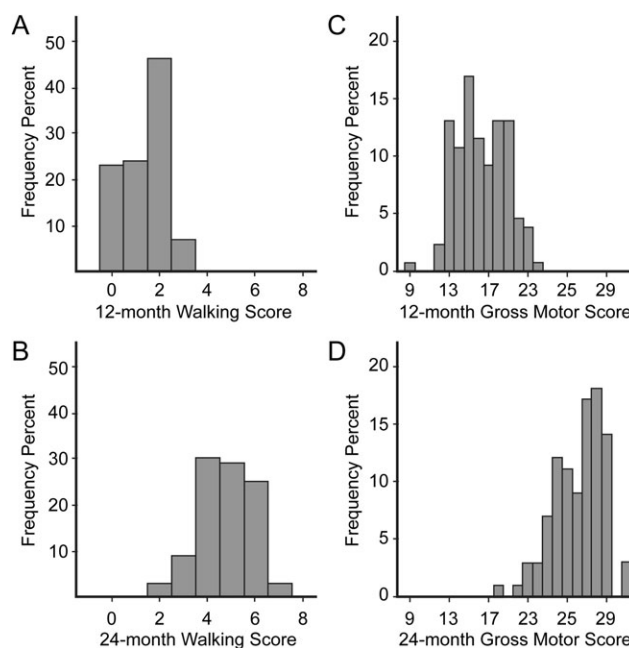 A
Frequency Percent
50
40
30
20
10
0 2 4 6 8
12-month Walking Score
C
Frequency Percent
20
15
10
5
0
9 13 17 23 25 29
12-month Gross Motor Score
B
Frequency Percent
50
40
30
20
10
0 2 4 6 8
24-month Walking Score
D
Frequency Percent
20
15
10
5
0
9 13 17 23 25 29
24-month Gross Motor Score